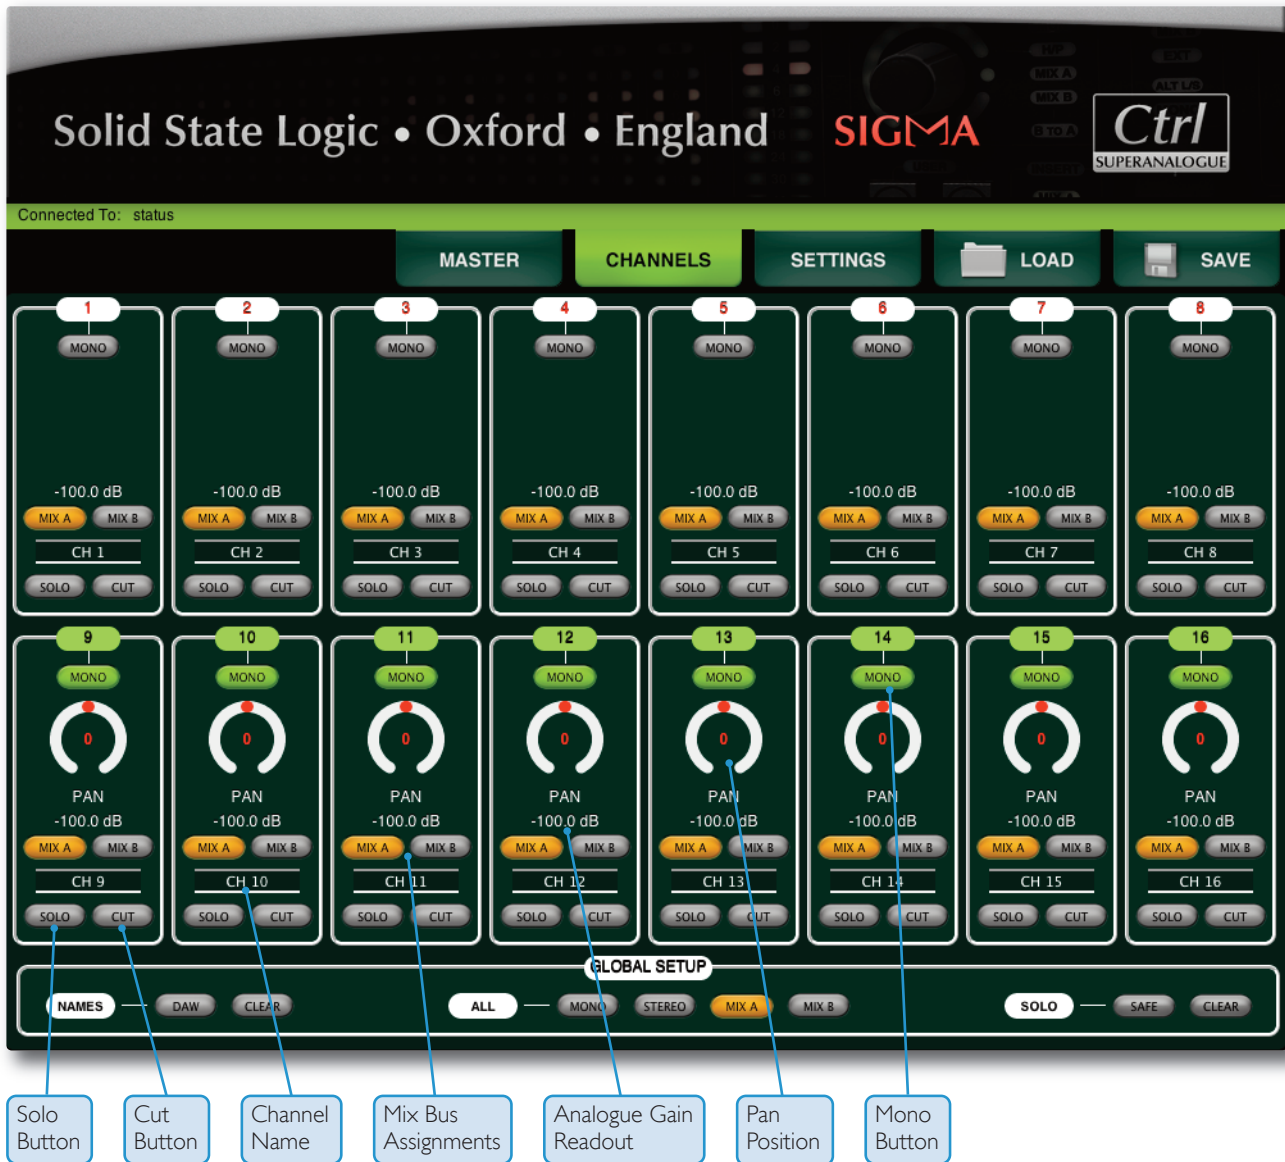 H/P
EXT
MIX A
MIX B
ALT L/S
B TO A
Solid State Logic • Oxford • England
SIGMA
Ctrl
SUPERANALOGUE
Connected To: status
MASTER CHANNELS SETTINGS LOAD SAVE
1 2 3 4 5 6 7 8
MONO MONO MONO MONO MONO MONO MONO MONO
-100.0 dB -100.0 dB -100.0 dB -100.0 dB -100.0 dB -100.0 dB -100.0 dB -100.0 dB
MIX A MIX B MIX A MIX B MIX A MIX B MIX A MIX B MIX A MIX B MIX A MIX B MIX A MIX B MIX A MIX B
CH 1 CH 2 CH 3 CH 4 CH 5 CH 6 CH 7 CH 8
SOLO CUT SOLO CUT SOLO CUT SOLO CUT SOLO CUT SOLO CUT SOLO CUT SOLO CUT
9 10 11 12 13 14 15 16
MONO MONO MONO MONO MONO MONO MONO MONO
0 0 0 0 0 0 0 0
PAN PAN PAN PAN PAN PAN PAN PAN
-100.0 dB -100.0 dB -100.0 dB -100.0 dB -100.0 dB -100.0 dB -100.0 dB -100.0 dB
MIX A MIX B MIX A MIX B MIX A MIX B MIX A MIX B MIX A MIX B MIX A MIX B MIX A MIX B MIX A MIX B
CH 9 CH 10 CH 11 CH 12 CH 13 CH 14 CH 15 CH 16
SOLO CUT SOLO CUT SOLO CUT SOLO CUT SOLO CUT SOLO CUT SOLO CUT SOLO CUT
GLOBAL SETUP
NAMES DAW CLEAR ALL MONO STEREO MIX A MIX B SOLO SAFE CLEAR
Solo
Button
Cut
Button
Channel
Name
Mix Bus
Assignments
Analogue Gain
Readout
Pan
Position
Mono
Button